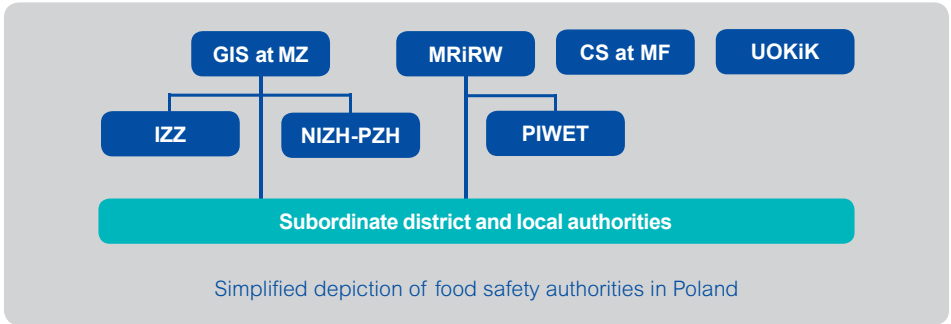 GIS at MZ
MRiRW
CS at MF
UOKiK
IZZ
NIZH-PZH
PIWET
Subordinate district and local authorities
Simplified depiction of food safety authorities in Poland